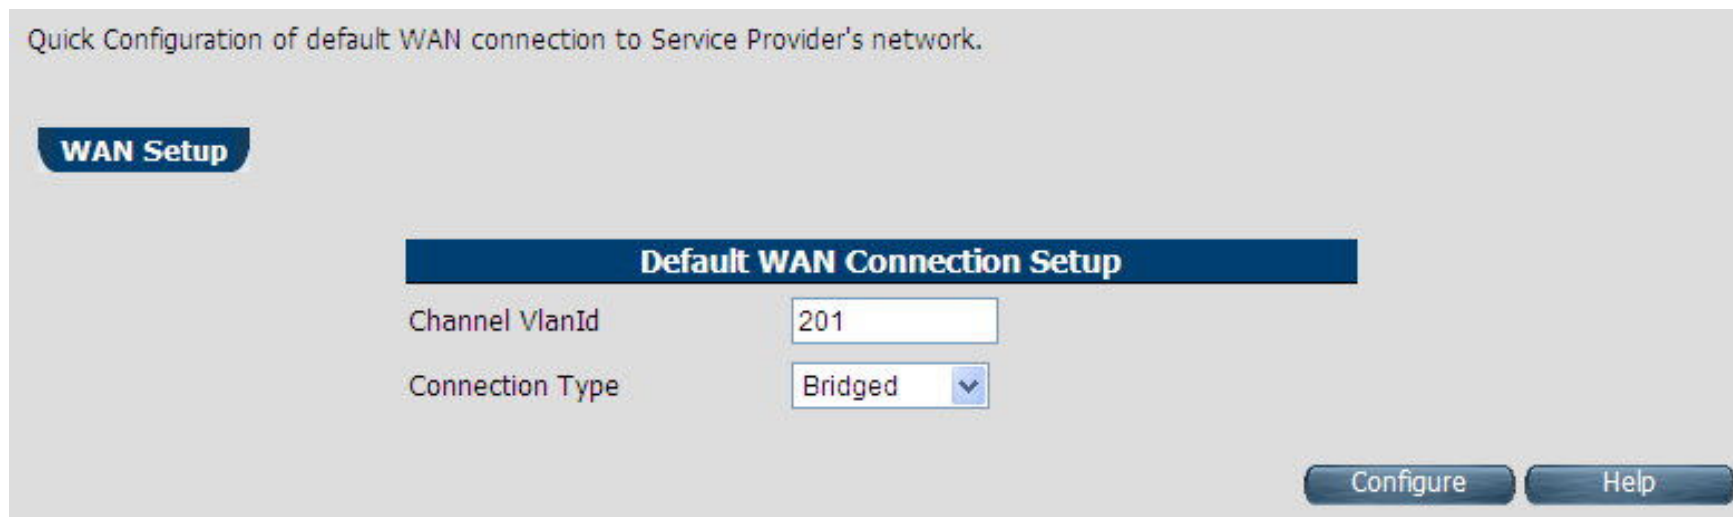 Quick Configuration of default WAN connection to Service Provider's network.
WAN Setup
Default WAN Connection Setup
Channel VlanId 201
Connection Type Bridged
Configure Help